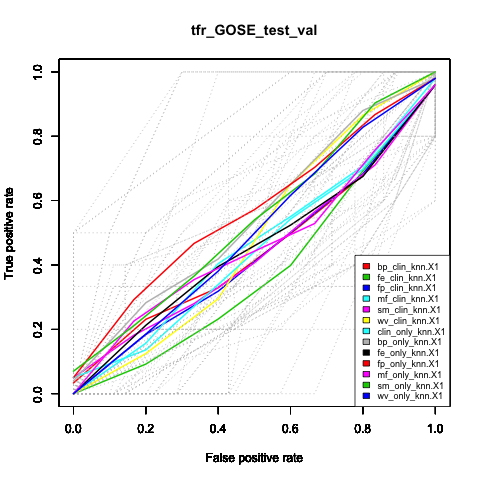 tfr_GOSE_test_val
True positive rate
1.0
0.8
0.6
0.4
0.2
0.0
bp_clin_knn.X1
fe_clin_knn.X1
fp_clin_knn.X1
mf_clin_knn.X1
sm_clin_knn.X1
wv_clin_knn.X1
clin_only_knn.X1
bp_only_knn.X1
fe_only_knn.X1
fp_only_knn.X1
mf_only_knn.X1
sm_only_knn.X1
wv_only_knn.X1
0.0 0.2 0.4 0.6 0.8 1.0
False positive rate